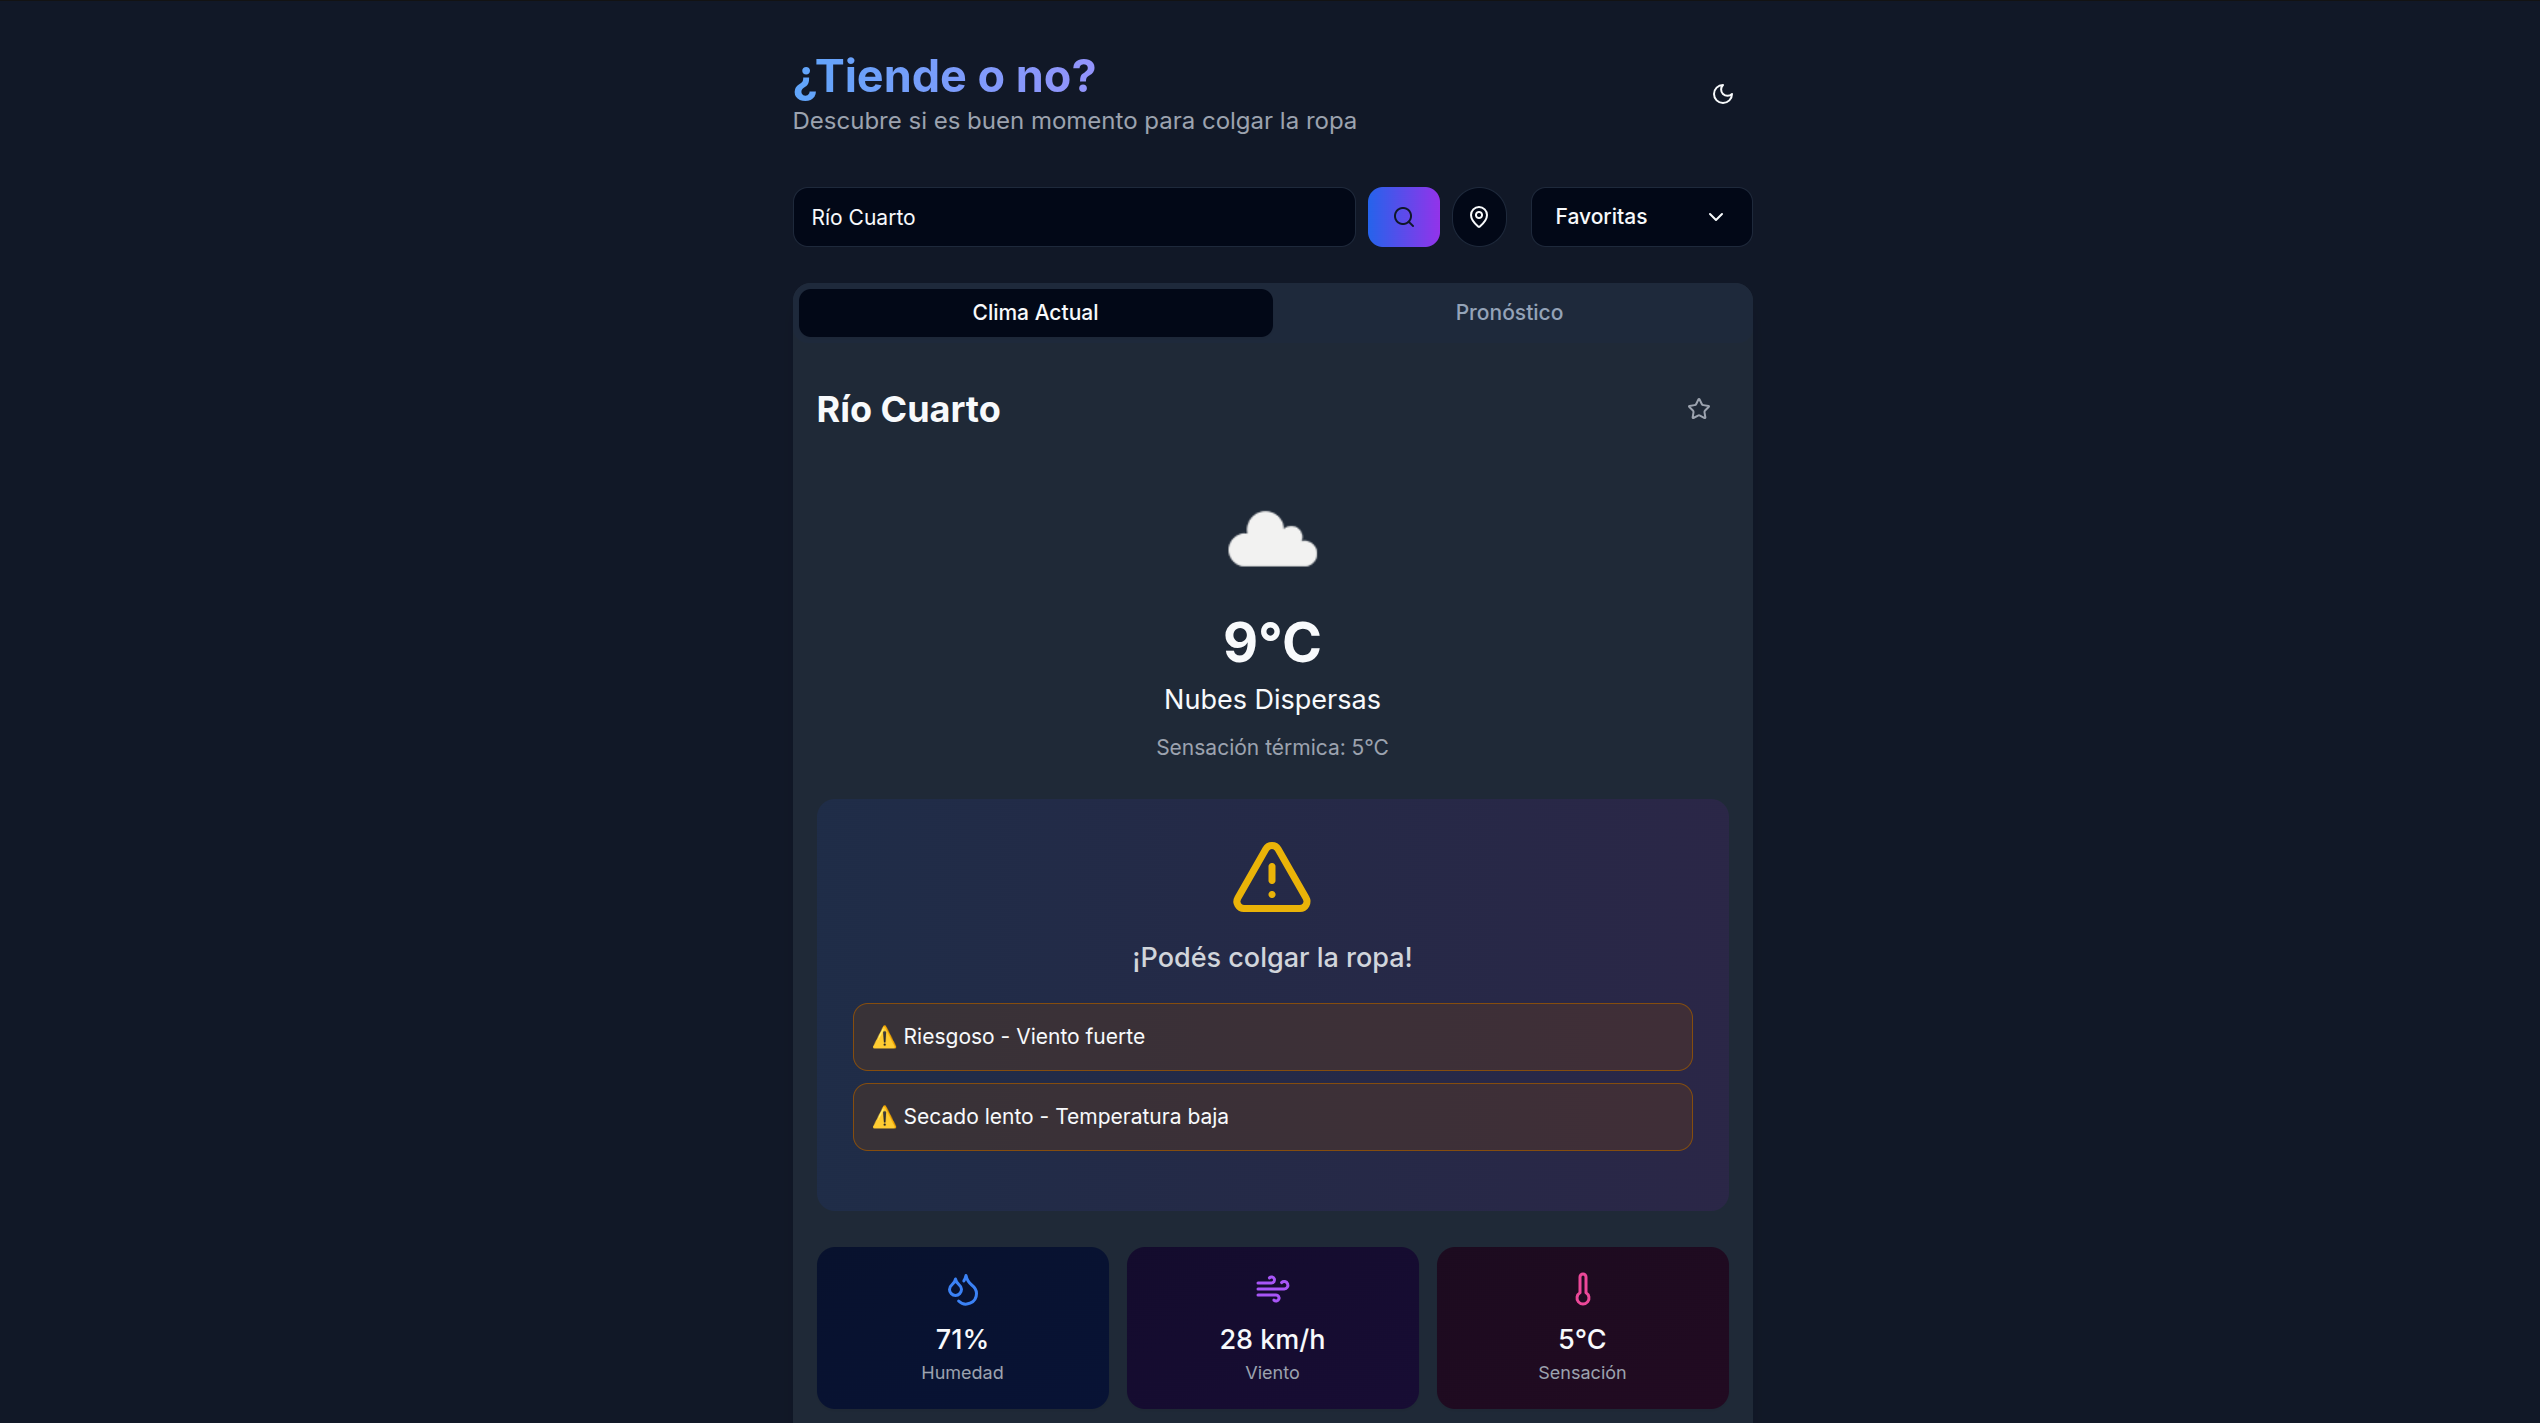 ¿Tiende o no?
Descubre si es buen momento para colgar la ropa
Río Cuarto
Favoritas
Clima Actual
Pronóstico
Río Cuarto
9°C
Nubes Dispersas
Sensación térmica: 5°C
¡Podés colgar la ropa!
⚠️ Riesgoso - Viento fuerte
⚠️ Secado lento - Temperatura baja
71%
Humedad
28 km/h
Viento
5°C
Sensación